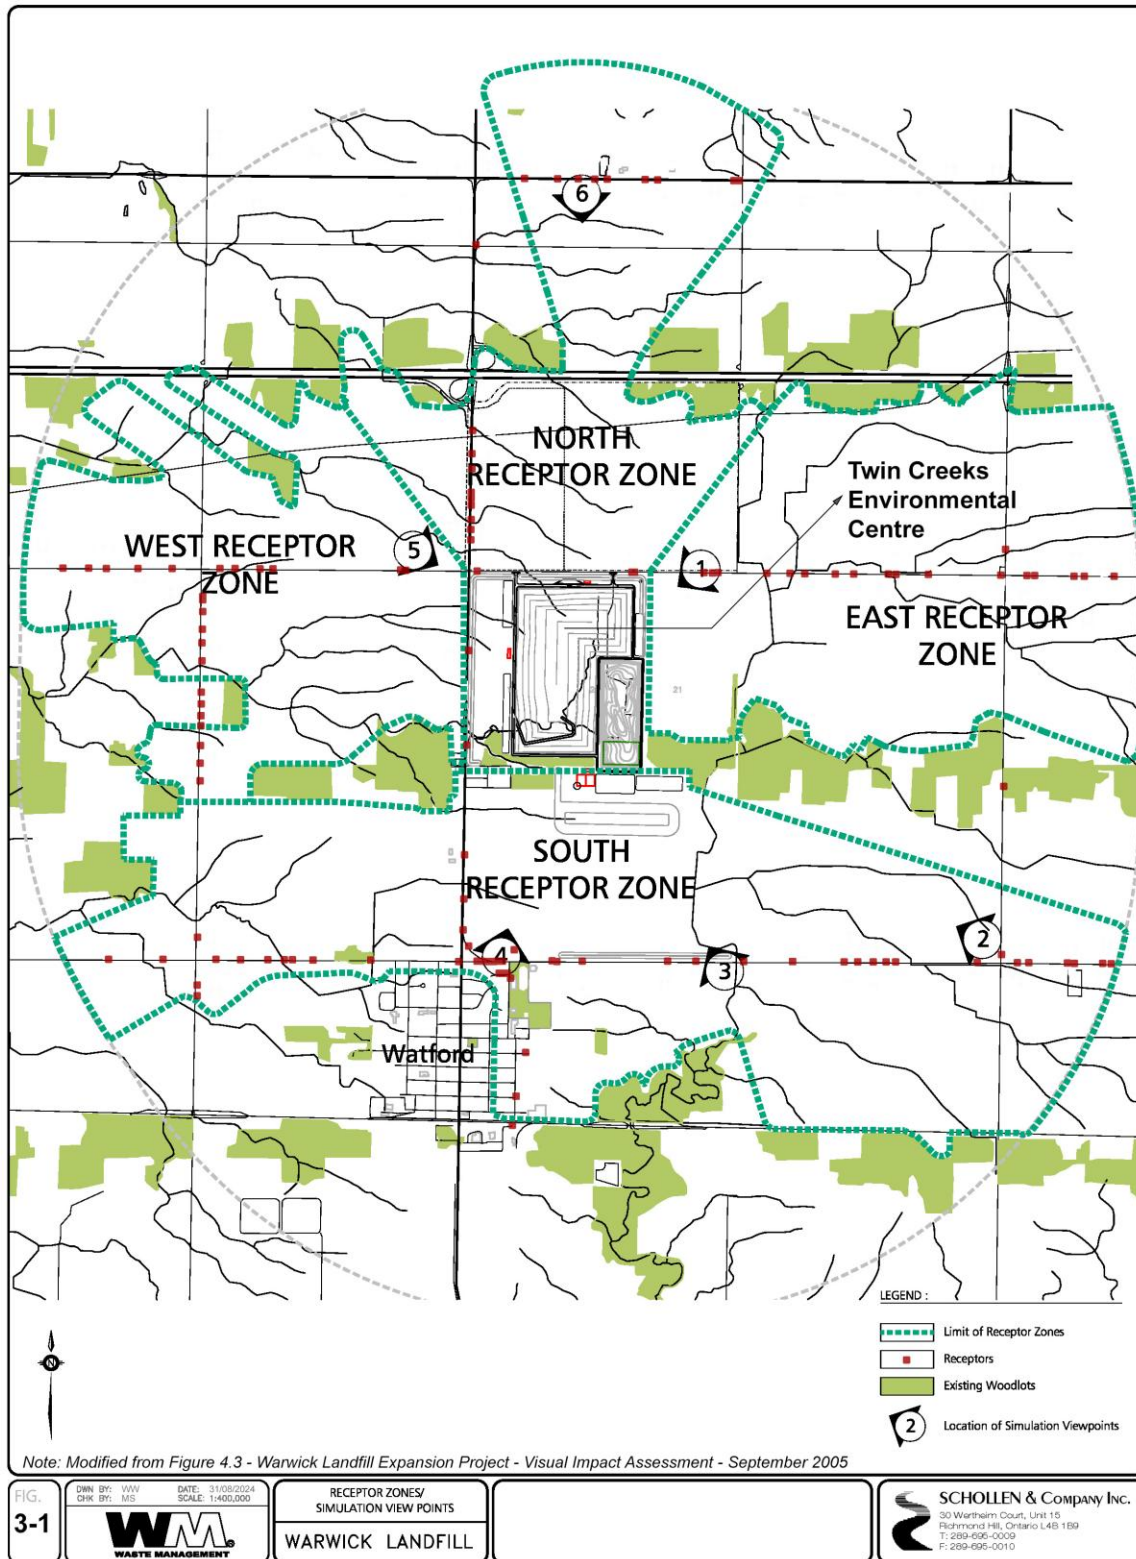 6
NORTH
RECEPTOR ZONE
Twin Creeks
Environmental
Centre
WEST RECEPTOR
ZONE
5
1
EAST RECEPTOR
ZONE
21
SOUTH
RECEPTOR ZONE
2
4
3
Watford
LEGEND :
Limit of Receptor Zones
Receptors
Existing Woodlots
2
Location of Simulation Viewpoints
N
Note: Modified from Figure 4.3 - Warwick Landfill Expansion Project - Visual Impact Assessment - September 2005
FIG.
3-1
DWN BY: WW
DATE: 31/08/2024
CHK BY: MS
SCALE: 1:400,000
WM
WASTE MANAGEMENT
RECEPTOR ZONES/
SIMULATION VIEW POINTS
WARWICK LANDFILL
SCHOLLEN & Company Inc.
30 Wertheim Court, Unit 15
Richmond Hill, Ontario L4B 1B9
T: 289-695-0009
F: 289-695-0010